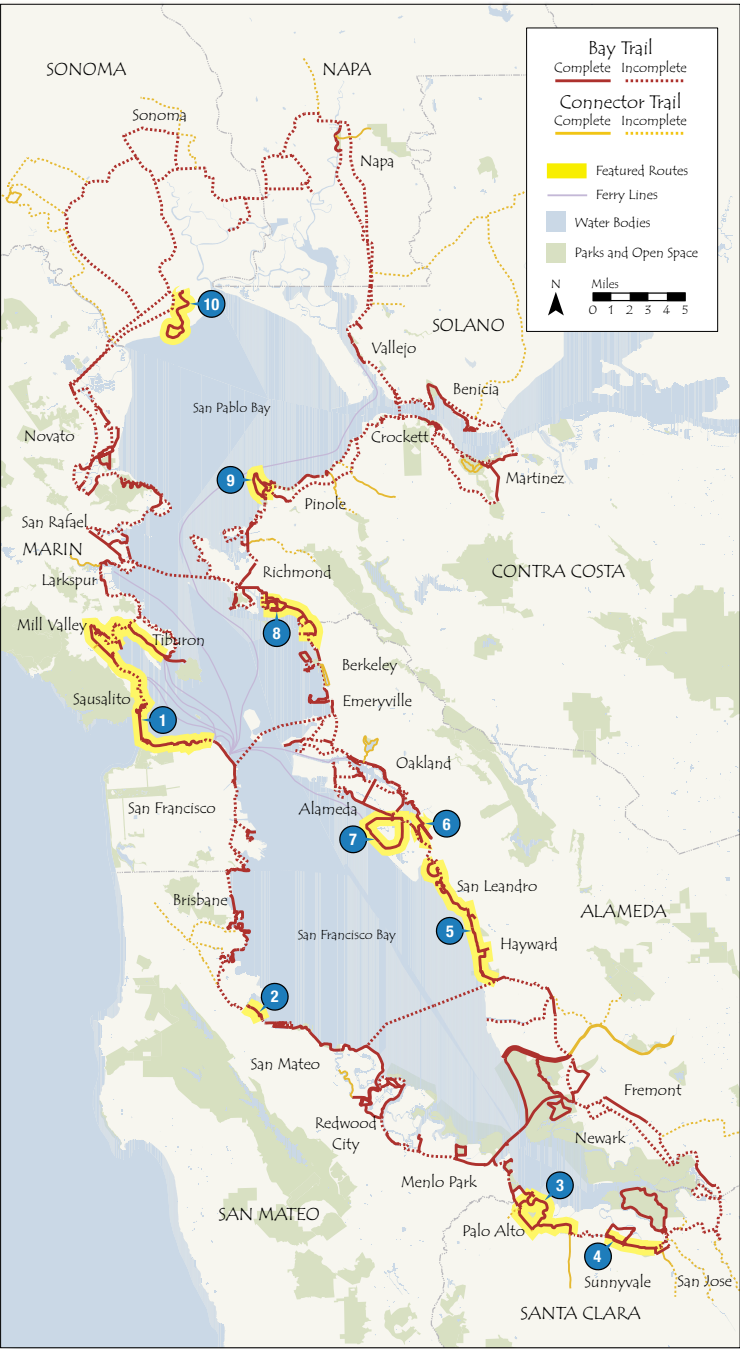 SONOMA
NAPA
Bay Trail
Complete Incomplete
Connector Trail
Complete Incomplete
Featured Routes
Ferry Lines
Water Bodies
Parks and Open Space
N
Miles
0 1 2 3 4 5
Sonoma
Napa
10
SOLANO
Vallejo
Benicia
San Pablo Bay
Novato
Crockett
9
Martinez
Pinole
San Rafael
MARIN
Richmond
CONTRA COSTA
Larkspur
Mill Valley
8
Tiburon
Berkeley
Sausalito
Emeryville
1
Oakland
San Francisco
Alameda
6
7
San Leandro
Brisbane
ALAMEDA
5
San Francisco Bay
Hayward
2
San Mateo
Fremont
Redwood
City
Newark
Menlo Park
3
SAN MATEO
Palo Alto
4
Sunnyvale
San Jose
SANTA CLARA